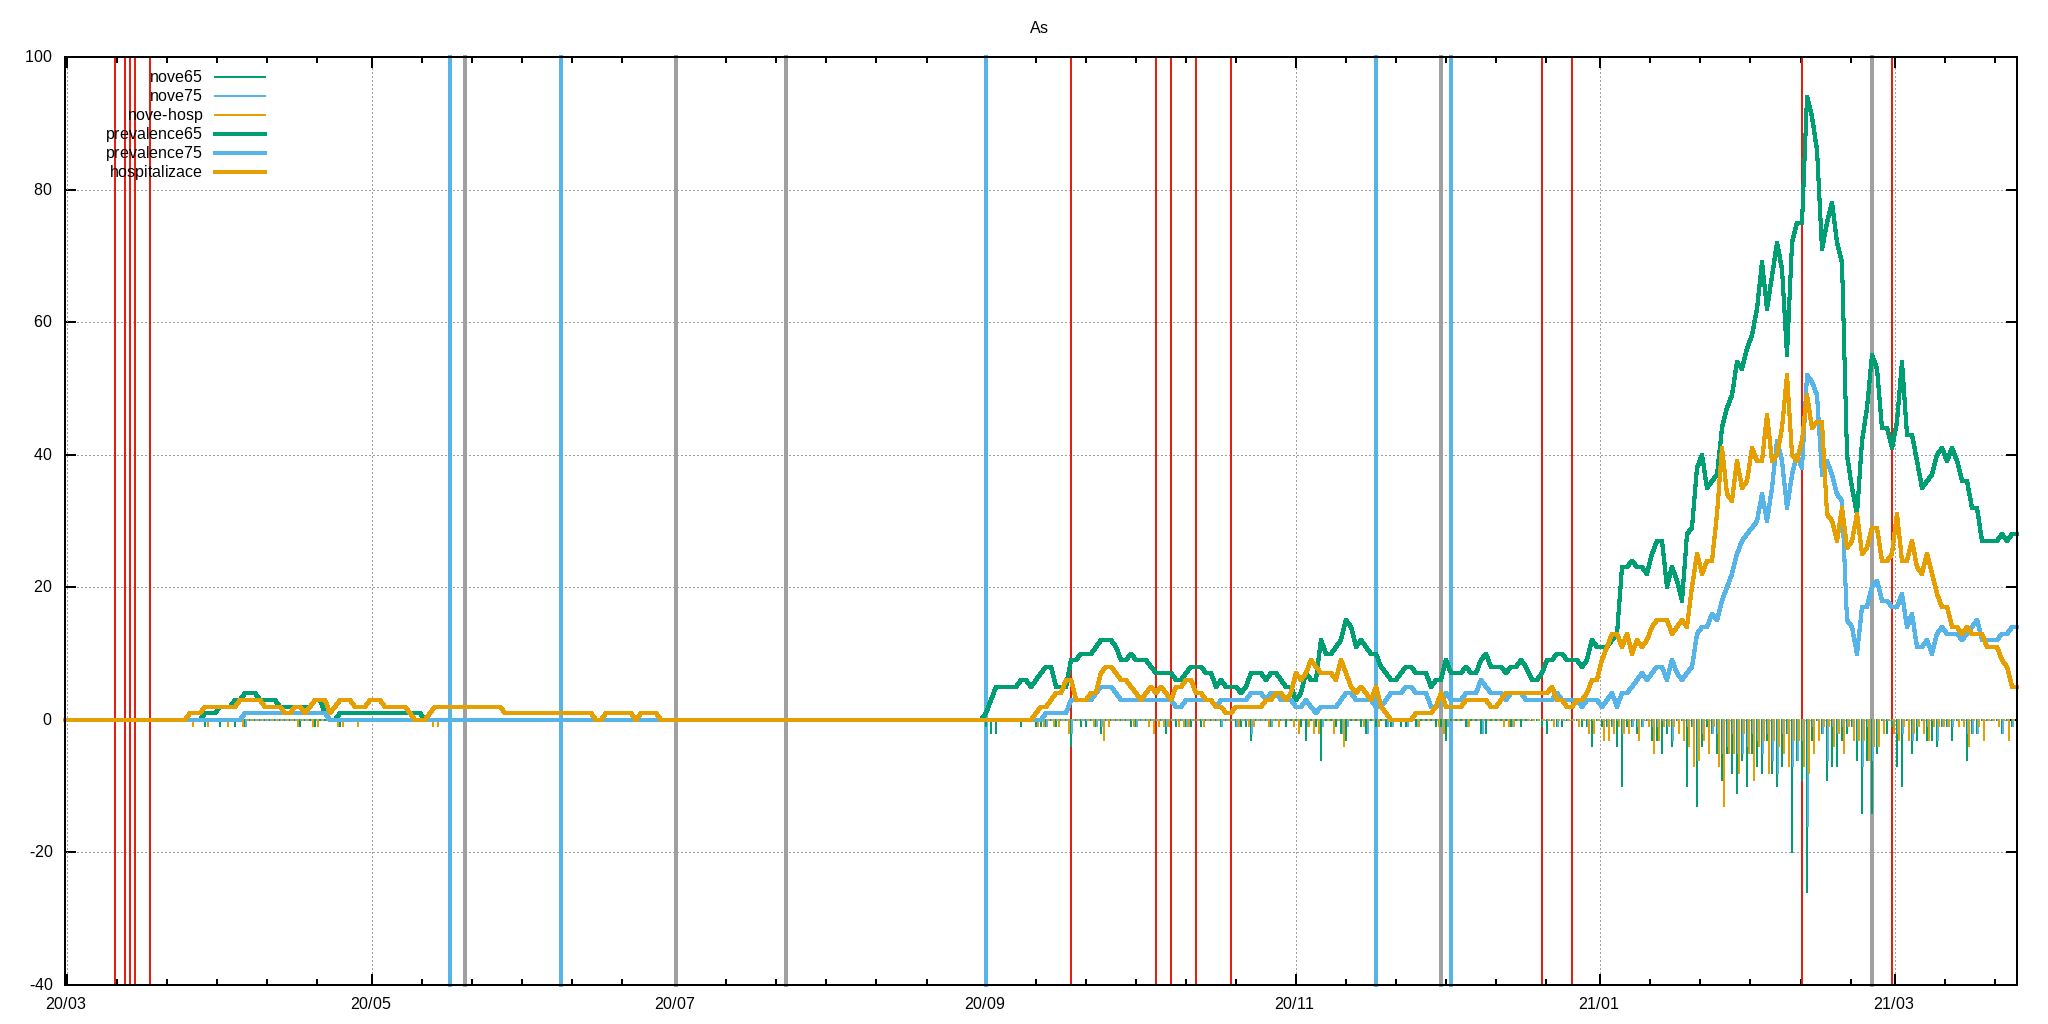 As
100
80
60
40
20
0
-20
-40
nove65
nove75
nove-hosp
prevalence65
prevalence75
hospitalizace
20/03 20/05 20/07 20/09 20/11 21/01 21/03